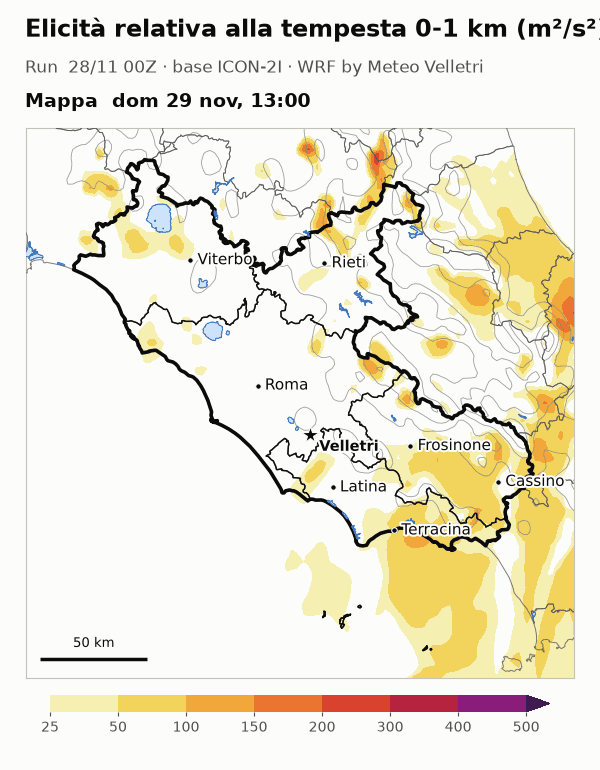 Elicità relativa alla tempesta 0-1 km (m²/s²)
Run 28/11 00Z · base ICON-2I · WRF by Meteo Velletri
Mappa dom 29 nov, 13:00
Viterbo
Rieti
Roma
Velletri
Frosinone
Cassino
Latina
Terracina
50 km
25 50 100 150 200 300 400 500